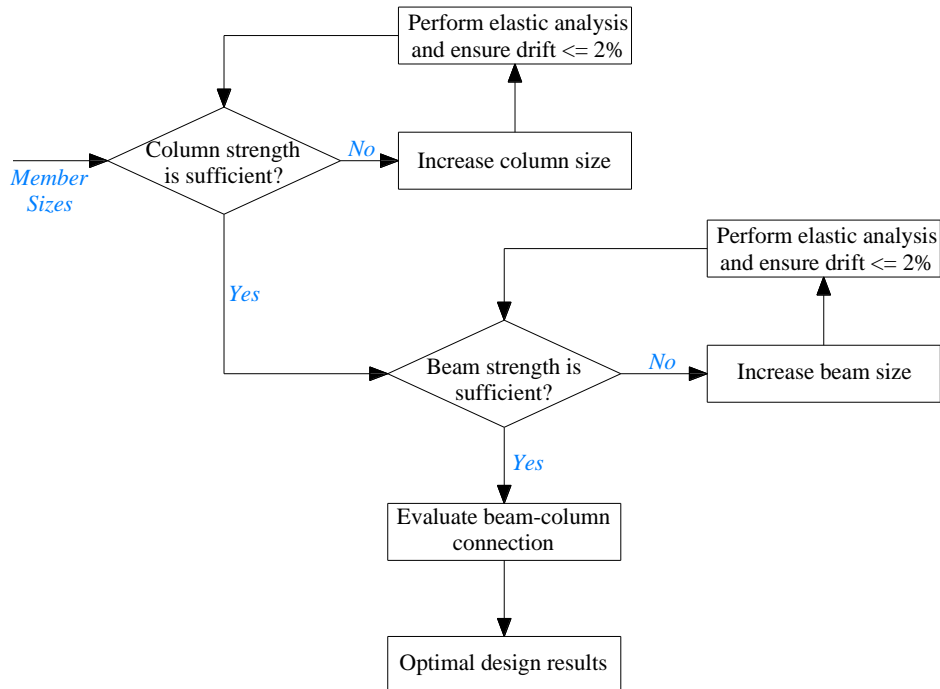 Perform elastic analysis
and ensure drift <= 2%
Column strength
is sufficient?
No
Increase column size
Member
Sizes
Perform elastic analysis
and ensure drift <= 2%
Yes
Beam strength is
sufficient?
No
Increase beam size
Yes
Evaluate beam-column
connection
Optimal design results